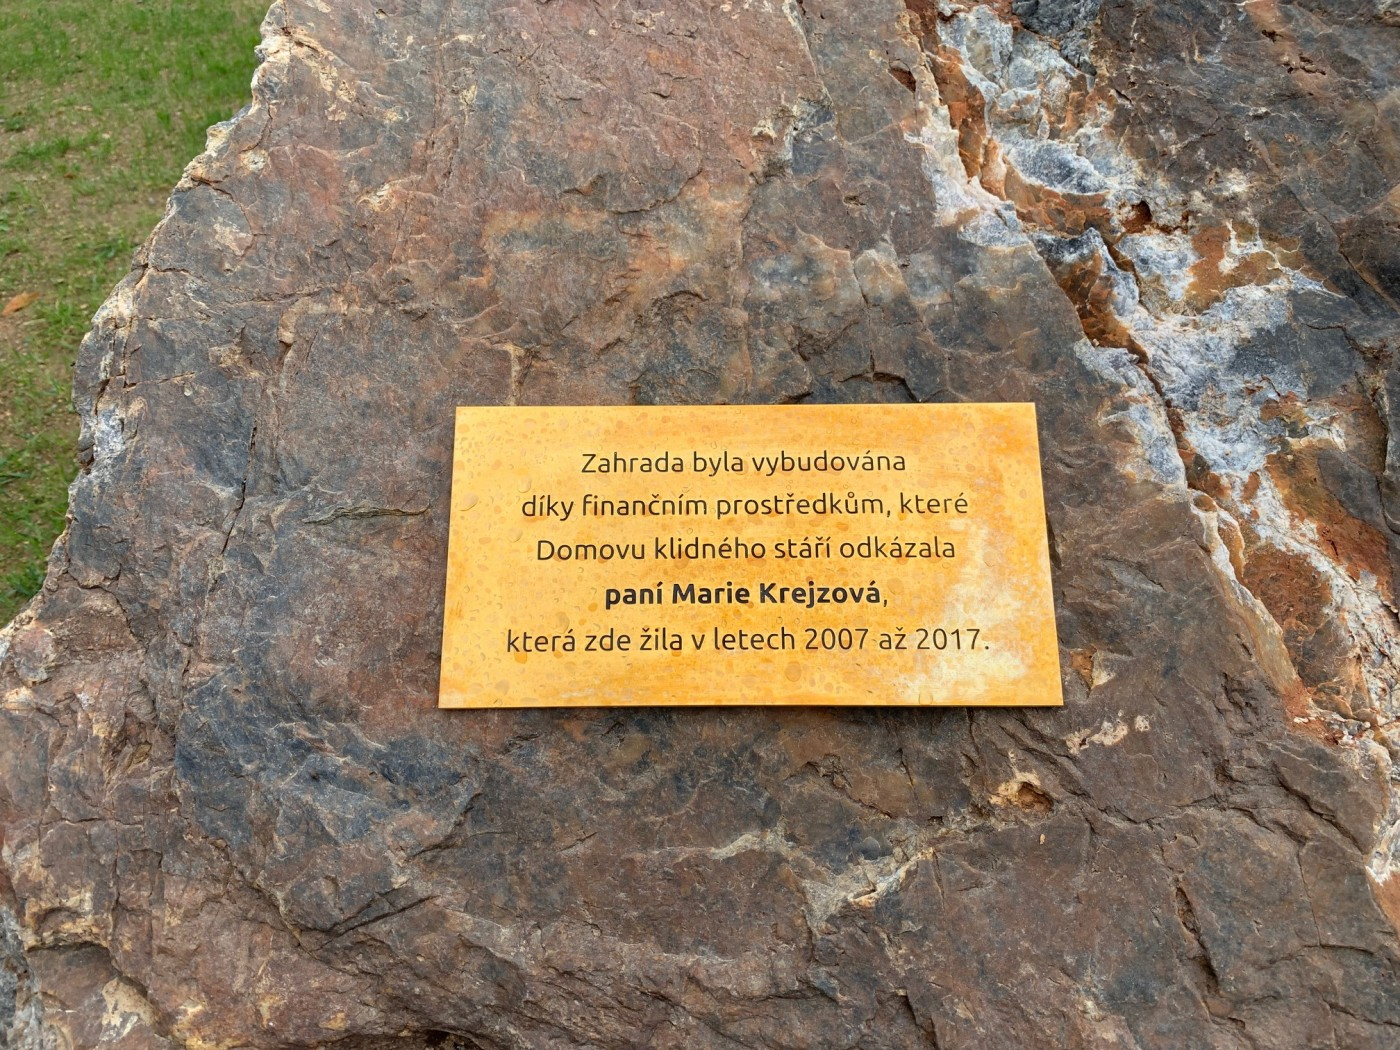 Zahrada byla vybudována
díky finančním prostředkům, které
Domovu klidného stáří odkázala
paní Marie Krejzová,
která zde žila v letech 2007 až 2017.